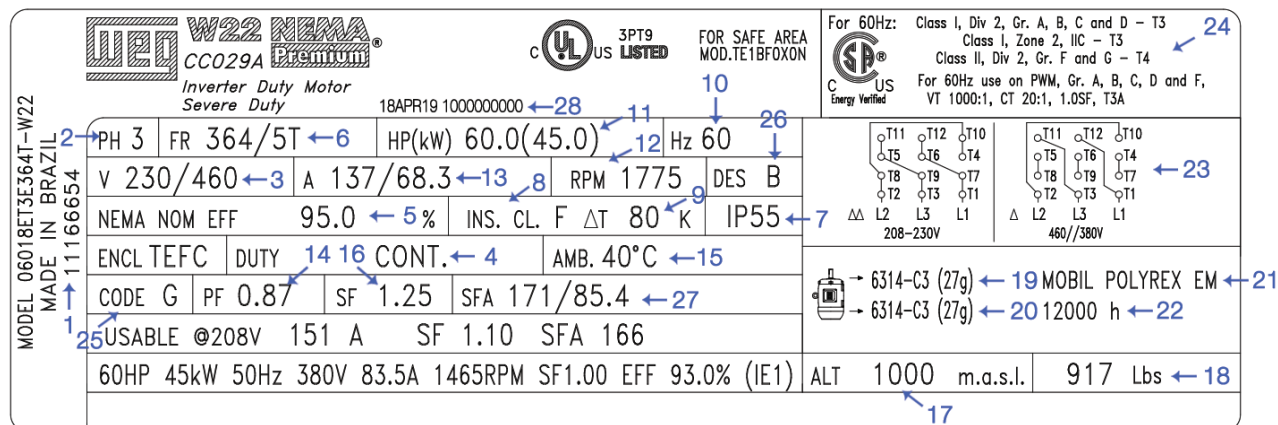 WEG W22 NEMA Premium®
CC029A
Inverter Duty Motor
Severe Duty
C UL US 3PT9 LISTED
FOR SAFE AREA
MOD.TE1BF0X0N
18APR19 1000000000 28
For 60Hz:
Class I, Div 2, Gr. A, B, C and D - T3
Class I, Zone 2, IIC - T3
Class II, Div 2, Gr. F and G - T4
24
C SA US ®
Energy Verified
For 60Hz use on PWM, Gr. A, B, C, D and F,
VT 1000:1, CT 20:1, 1.0SF, T3A
MODEL 06018ET3E364T-W22
MADE IN BRAZIL
11166654
1
2 PH 3 FR 364/5T 6 HP(kW) 60.0(45.0) 11 Hz 60 10
V 230/460 3 A 137/68.3 13 RPM 1775 12 DES B 26
NEMA NOM EFF 95.0 5 % INS. CL. F 8 ΔT 80 K 9 IP55 7
ENCL TEFC DUTY CONT. 4 AMB. 40°C 15
CODE G 25 PF 0.87 14 SF 1.25 16 SFA 171/85.4 27
USABLE @208V 151 A SF 1.10 SFA 166
60HP 45kW 50Hz 380V 83.5A 1465RPM SF1.00 EFF 93.0% (IE1)
T11 T12 T10
T5 T6 T4
T8 T9 T7
T2 T3 T1
ΔΔ L2 L3 L1
208-230V
T11 T12 T10
T5 T6 T4
T8 T9 T7
T2 T3 T1
Δ L2 L3 L1
460//380V
23
6314-C3 (27g) 19 MOBIL POLYREX EM 21
6314-C3 (27g) 20 12000 h 22
ALT 1000 m.a.s.l. 917 Lbs 18
17